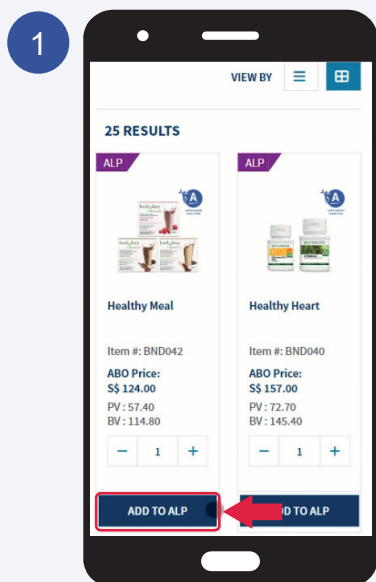 1
VIEW BY
25 RESULTS
ALP
ALP
A
A
Healthy Meal
Healthy Heart
Item #: BND042
Item #: BND040
ABO Price:
S$ 124.00
ABO Price:
S$ 157.00
PV : 57.40
BV : 114.80
PV : 72.70
BV : 145.40
− 1 +
− 1 +
ADD TO ALP
D TO ALP